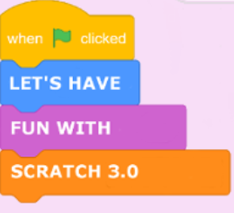 when clicked
LET'S HAVE
FUN WITH
SCRATCH 3.0